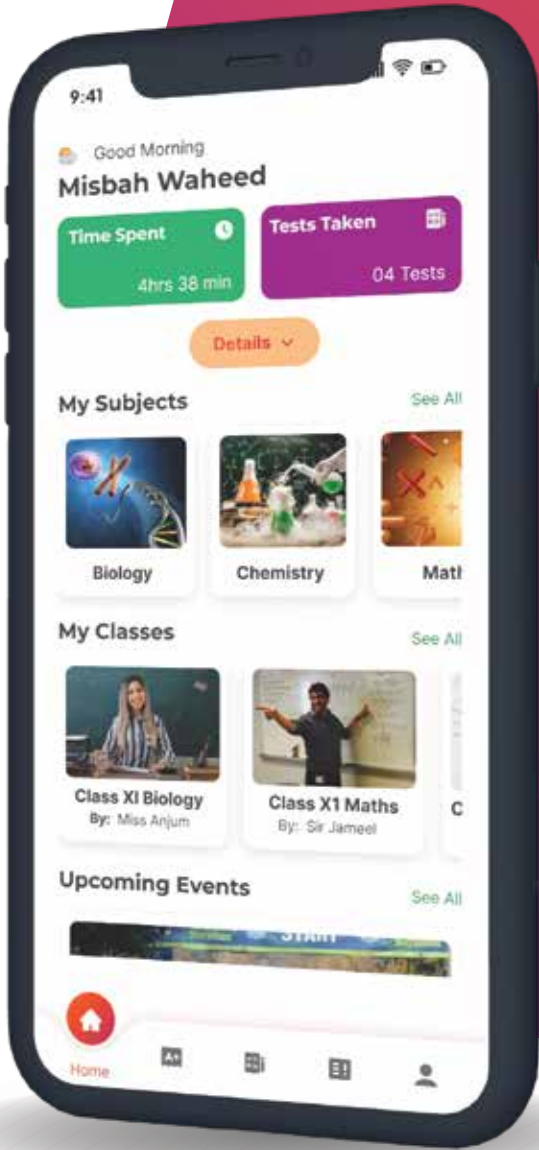 9:41
Good Morning
Misbah Waheed
Time Spent
4hrs 38 min
Tests Taken
04 Tests
Details
My Subjects
See All
Biology
Chemistry
Math
My Classes
See All
Class XI Biology
By: Miss Anjum
Class X1 Maths
By: Sir Jameel
C
Upcoming Events
See All
START
A+
Home